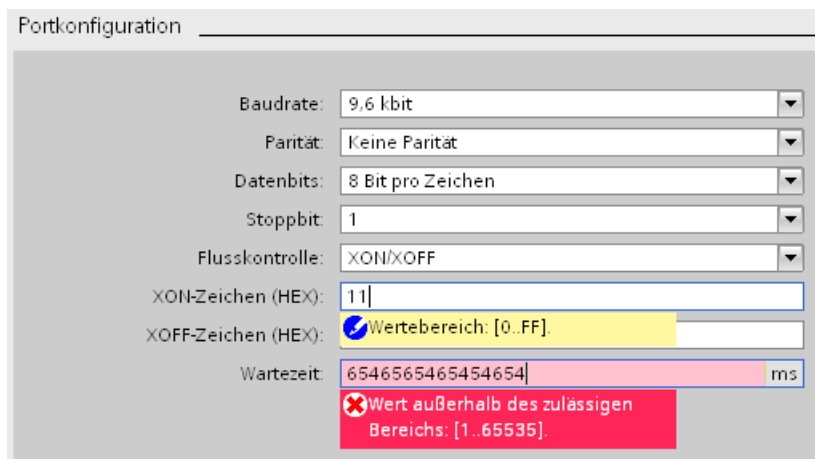 Portkonfiguration
Baudrate: 9,6 kbit
Parität: Keine Parität
Datenbits: 8 Bit pro Zeichen
Stoppbit: 1
Flusskontrolle: XON/XOFF
XON-Zeichen (HEX): 11
XOFF-Zeichen (HEX): Wertebereich: [0..FF].
Wartezeit: 6546565465454654 ms
Wert außerhalb des zulässigen
Bereichs: [1..65535].